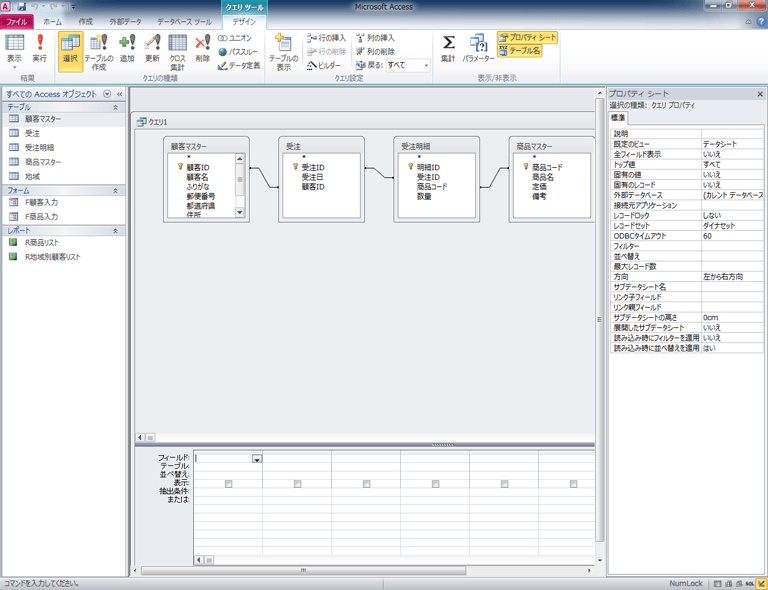 クエリ ツール
Microsoft Access
ファイル ホーム 作成 外部データ データベース ツール デザイン
表示 実行 選択 テーブルの作成 追加 更新 クロス集計 削除
ユニオン
パススルー
データ定義
テーブルの表示
行の挿入
行の削除
ビルダー
列の挿入
列の削除
戻る: すべて
集計 パラメーター
プロパティ シート
テーブル名
結果 クエリの種類 クエリ設定 表示/非表示
すべての Access オブジェクト
テーブル
顧客マスター
受注
受注明細
商品マスター
地域
フォーム
F顧客入力
F商品入力
レポート
R商品リスト
R地域別顧客リスト
クエリ1
顧客マスター
*
顧客ID
顧客名
ふりがな
郵便番号
都道府県
住所
受注
*
受注ID
受注日
顧客ID
受注明細
*
明細ID
受注ID
商品コード
数量
商品マスター
*
商品コード
商品名
定価
備考
フィールド:
テーブル:
並べ替え:
表示:
抽出条件:
または:
プロパティ シート
選択の種類: クエリ プロパティ
標準
説明
既定のビュー データシート
全フィールド表示 いいえ
トップ値 すべて
固有の値 いいえ
固有のレコード いいえ
外部データベース (カレント データベース
接続元アプリケーション
レコードロック しない
レコードセット ダイナセット
ODBCタイムアウト 60
フィルター
並べ替え
最大レコード数
方向 左から右方向
サブデータシート名
リンク子フィールド
リンク親フィールド
サブデータシートの高さ 0cm
展開したサブデータシート いいえ
読み込み時にフィルターを適用 いいえ
読み込み時に並べ替えを適用 はい
コマンドを入力してください。
NumLock
SQL